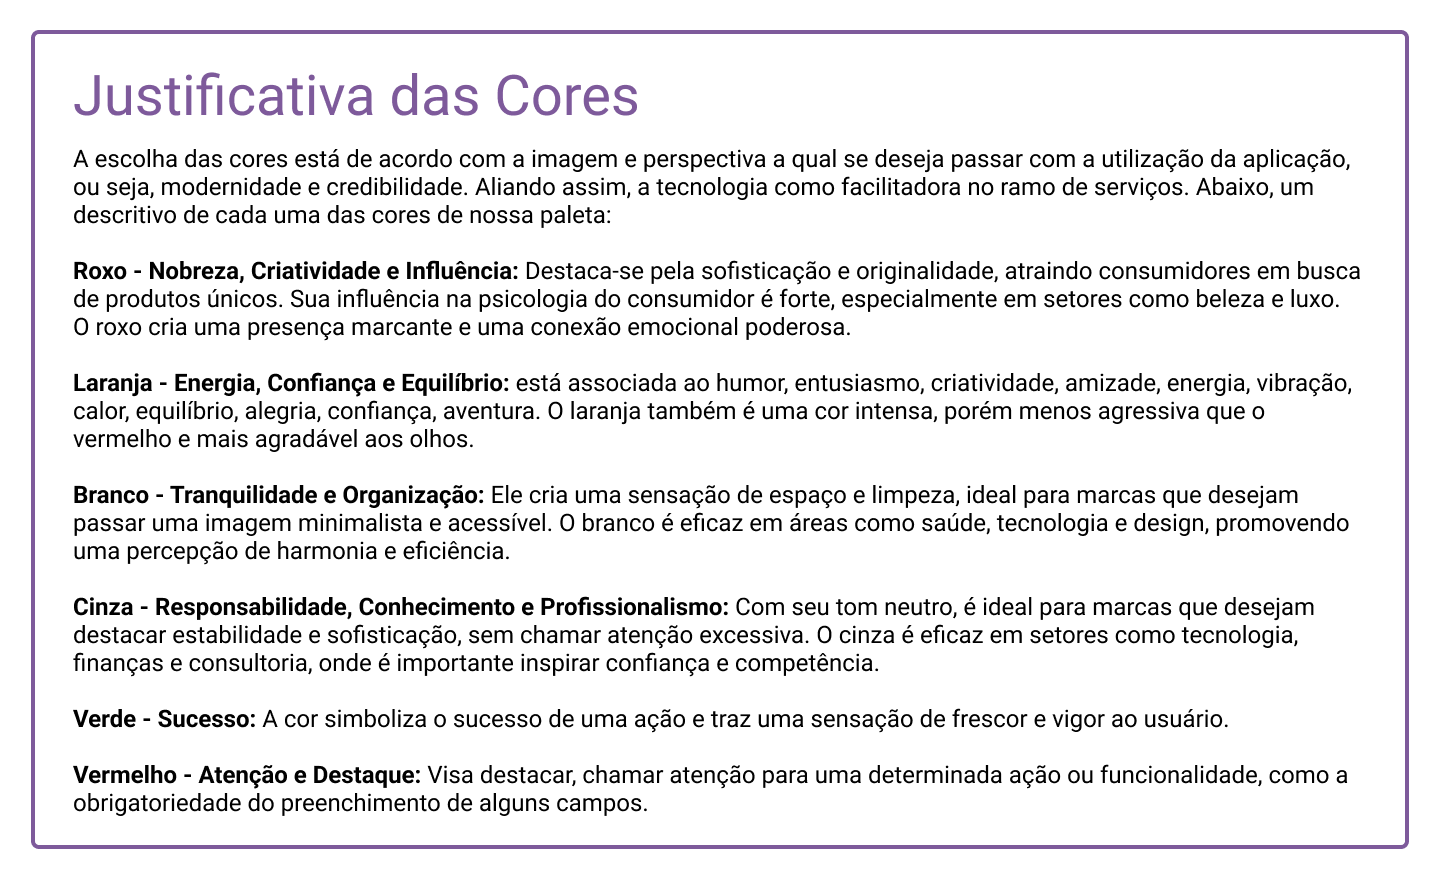 Justificativa das Cores
A escolha das cores está de acordo com a imagem e perspectiva a qual se deseja passar com a utilização da aplicação,
ou seja, modernidade e credibilidade. Aliando assim, a tecnologia como facilitadora no ramo de serviços. Abaixo, um
descritivo de cada uma das cores de nossa paleta:
Roxo - Nobreza, Criatividade e Influência: Destaca-se pela sofisticação e originalidade, atraindo consumidores em busca
de produtos únicos. Sua influência na psicologia do consumidor é forte, especialmente em setores como beleza e luxo.
O roxo cria uma presença marcante e uma conexão emocional poderosa.
Laranja - Energia, Confiança e Equilíbrio: está associada ao humor, entusiasmo, criatividade, amizade, energia, vibração,
calor, equilíbrio, alegria, confiança, aventura. O laranja também é uma cor intensa, porém menos agressiva que o
vermelho e mais agradável aos olhos.
Branco - Tranquilidade e Organização: Ele cria uma sensação de espaço e limpeza, ideal para marcas que desejam
passar uma imagem minimalista e acessível. O branco é eficaz em áreas como saúde, tecnologia e design, promovendo
uma percepção de harmonia e eficiência.
Cinza - Responsabilidade, Conhecimento e Profissionalismo: Com seu tom neutro, é ideal para marcas que desejam
destacar estabilidade e sofisticação, sem chamar atenção excessiva. O cinza é eficaz em setores como tecnologia,
finanças e consultoria, onde é importante inspirar confiança e competência.
Verde - Sucesso: A cor simboliza o sucesso de uma ação e traz uma sensação de frescor e vigor ao usuário.
Vermelho - Atenção e Destaque: Visa destacar, chamar atenção para uma determinada ação ou funcionalidade, como a
obrigatoriedade do preenchimento de alguns campos.